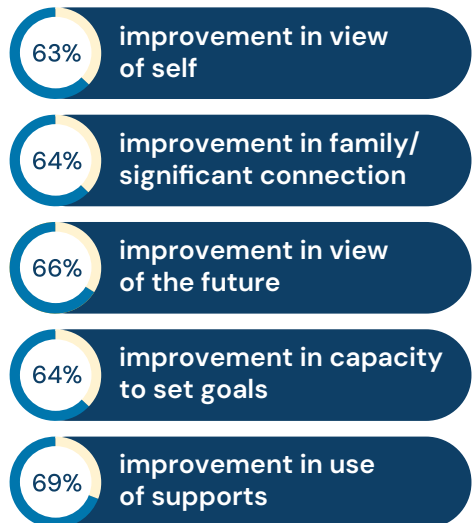 63%
improvement in view
of self
64%
improvement in family/
significant connection
66%
improvement in view
of the future
64%
improvement in capacity
to set goals
69%
improvement in use
of supports